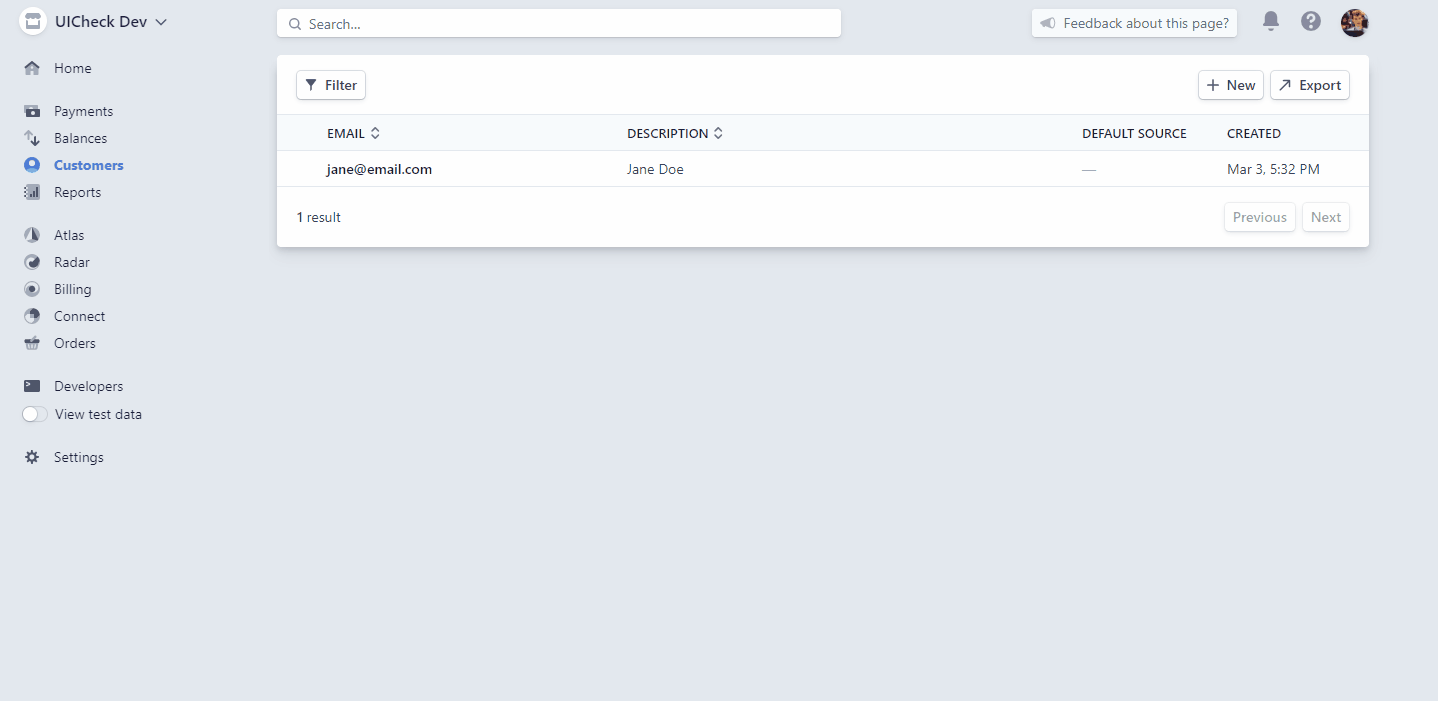 UICheck Dev
Search...
Feedback about this page?
Home
Payments
Balances
Customers
Reports
Atlas
Radar
Billing
Connect
Orders
Developers
View test data
Settings
Filter
New
Export
EMAIL DESCRIPTION DEFAULT SOURCE CREATED
jane@email.com Jane Doe — Mar 3, 5:32 PM
1 result
Previous
Next